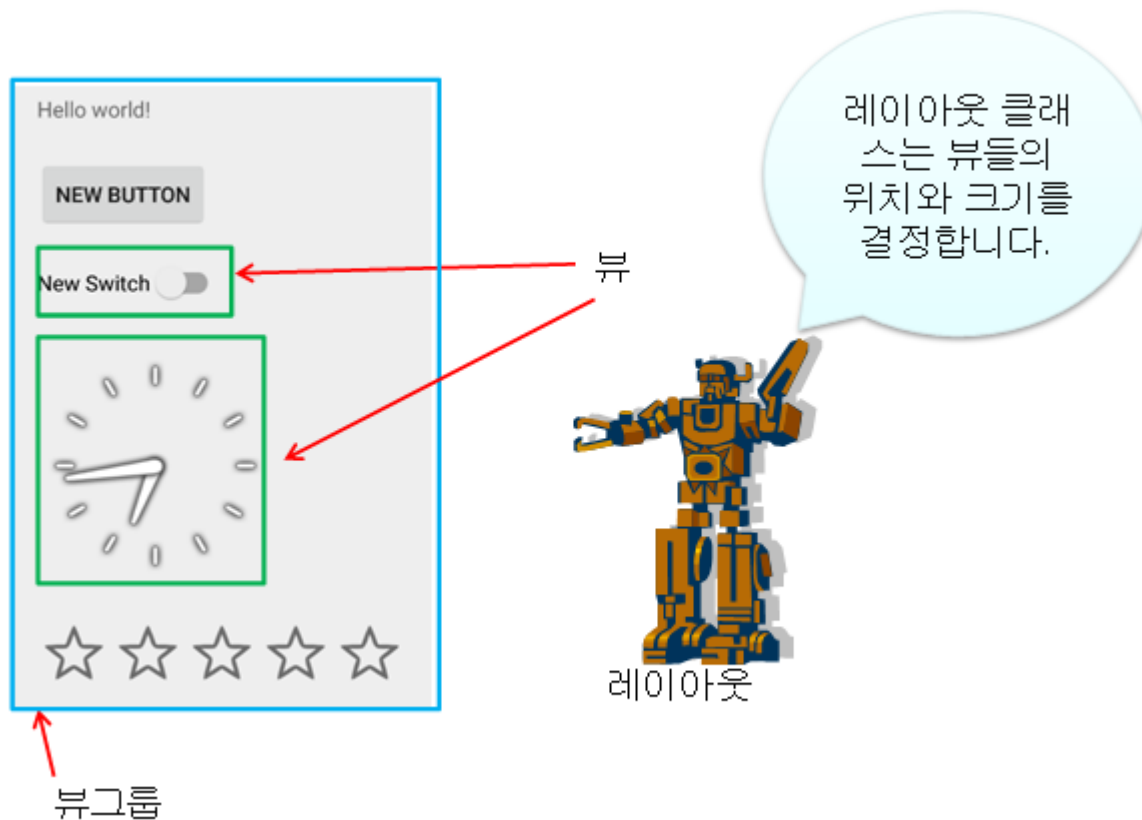 Hello world!
NEW BUTTON
New Switch
뷰
레이아웃 클래
스는 뷰들의
위치와 크기를
결정합니다.
레이아웃
뷰그룹